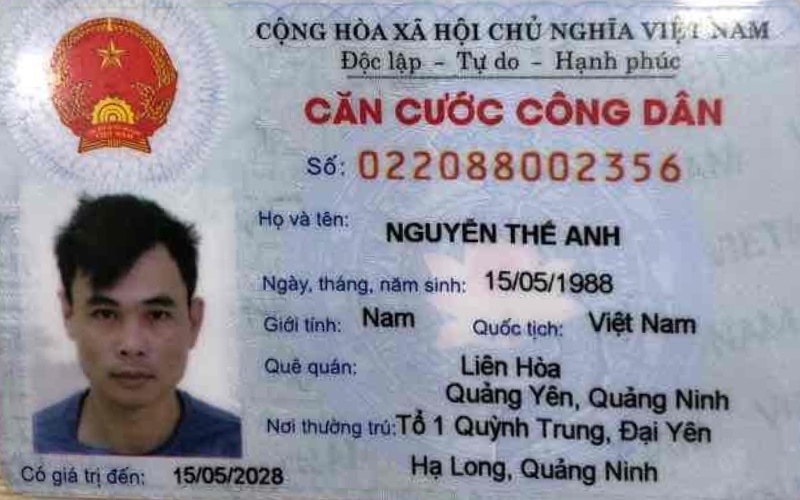 CỘNG HÒA XÃ HỘI CHỦ NGHĨA VIỆT NAM
Độc lập - Tự do - Hạnh phúc
CĂN CƯỚC CÔNG DÂN
Số: 022088002356
Họ và tên: NGUYỄN THẾ ANH
Ngày, tháng, năm sinh: 15/05/1988
Giới tính: Nam Quốc tịch: Việt Nam
Quê quán: Liên Hòa
Quảng Yên, Quảng Ninh
Nơi thường trú: Tổ 1 Quỳnh Trung, Đại Yên
Hạ Long, Quảng Ninh
Có giá trị đến: 15/05/2028